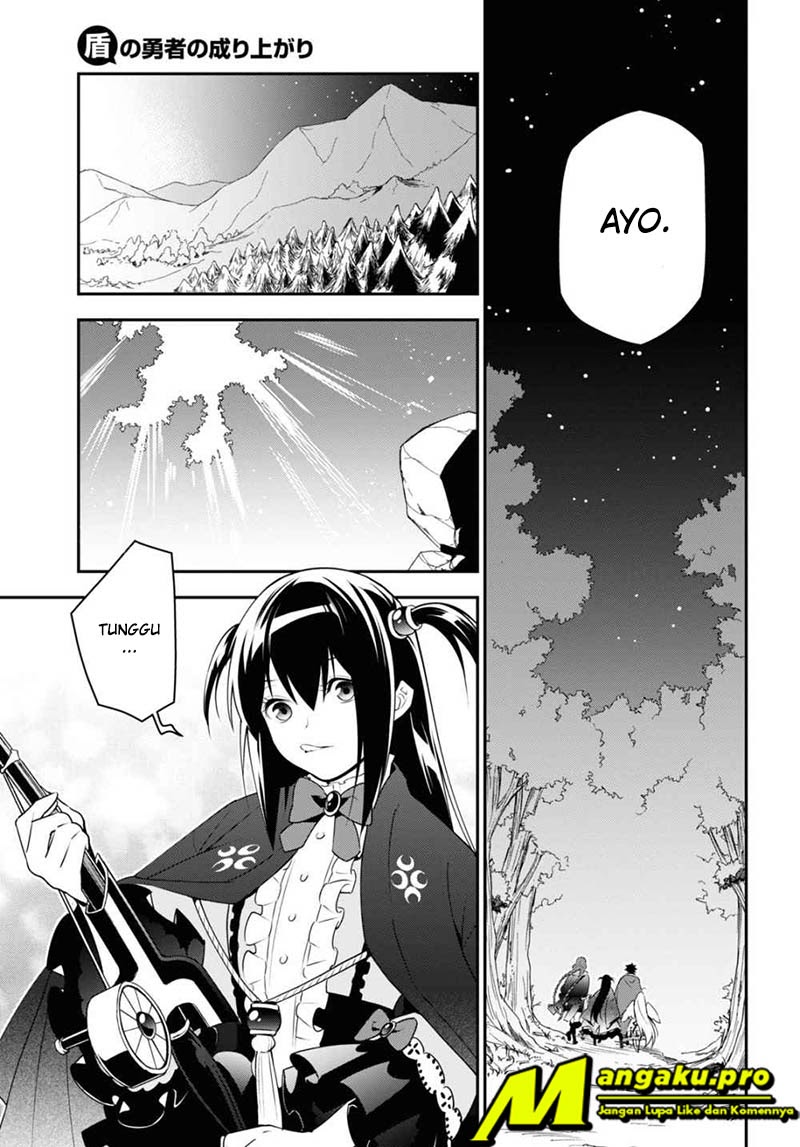 盾の勇者の成り上がり
AYO.
TUNGGU
...
Mangaku.pro
Jangan Lupa Like dan Komennya